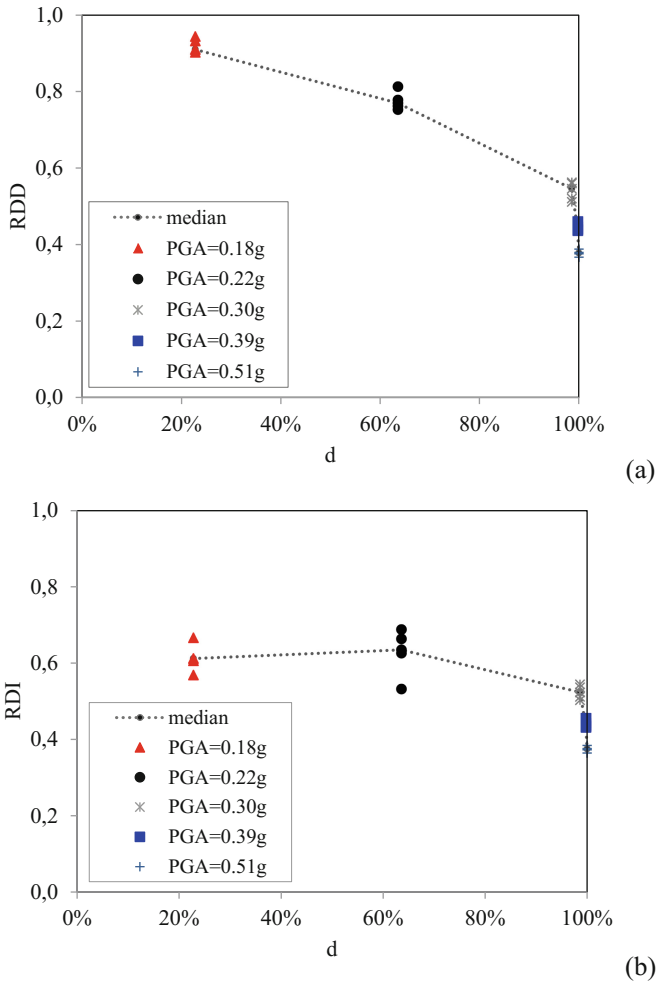 1,0
0,8
0,6
0,4
0,2
0,0
RDD
median
PGA=0.18g
PGA=0.22g
PGA=0.30g
PGA=0.39g
PGA=0.51g
0% 20% 40% 60% 80% 100%
d
(a)
1,0
0,8
0,6
0,4
0,2
0,0
RDI
median
PGA=0.18g
PGA=0.22g
PGA=0.30g
PGA=0.39g
PGA=0.51g
0% 20% 40% 60% 80% 100%
d
(b)